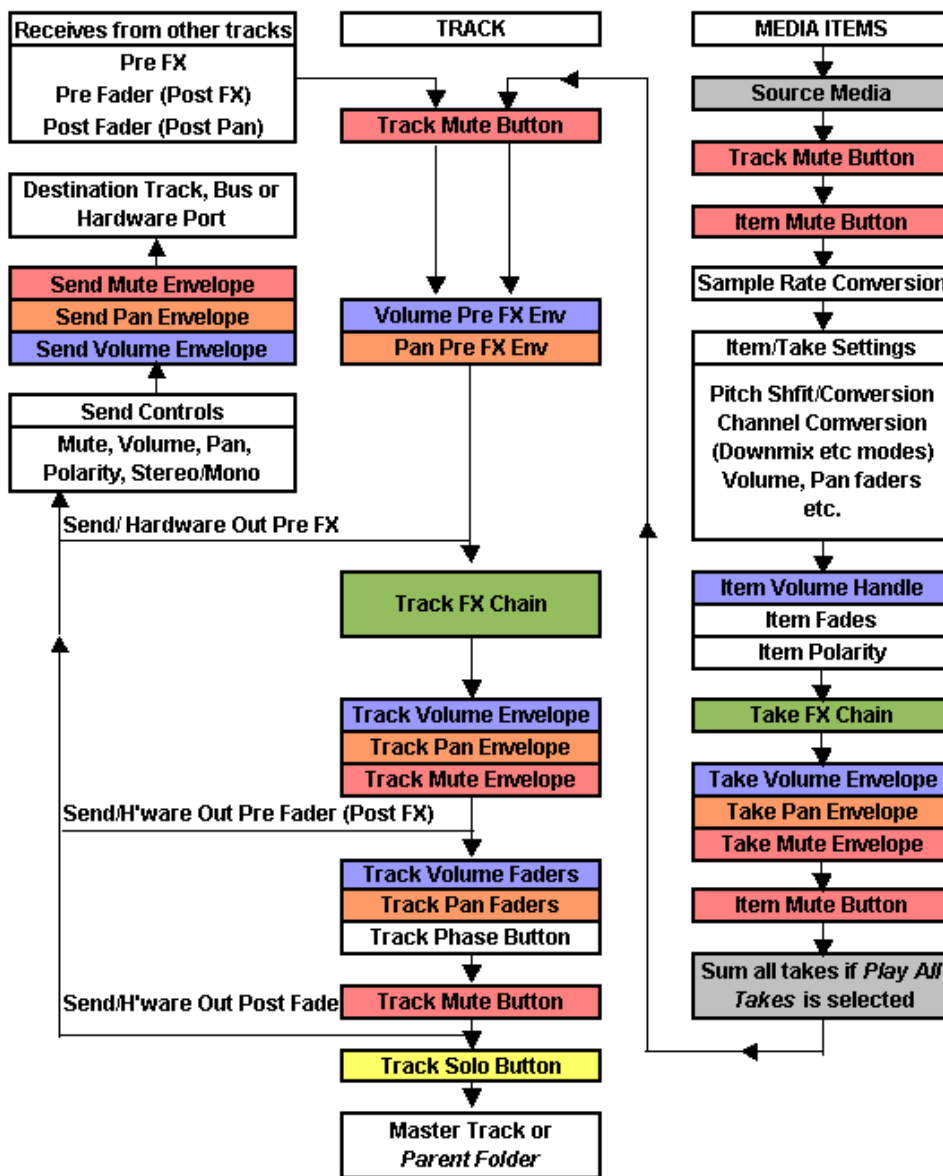 Receives from other tracks
Pre FX
Pre Fader (Post FX)
Post Fader (Post Pan)
Destination Track, Bus or
Hardware Port
Send Mute Envelope
Send Pan Envelope
Send Volume Envelope
Send Controls
Mute, Volume, Pan,
Polarity, Stereo/Mono
Send/ Hardware Out Pre FX
Send/H'ware Out Pre Fader (Post FX)
Send/H'ware Out Post Fade
TRACK
Track Mute Button
Volume Pre FX Env
Pan Pre FX Env
Track FX Chain
Track Volume Envelope
Track Pan Envelope
Track Mute Envelope
Track Volume Faders
Track Pan Faders
Track Phase Button
Track Mute Button
Track Solo Button
Master Track or
Parent Folder
MEDIA ITEMS
Source Media
Track Mute Button
Item Mute Button
Sample Rate Conversion
Item/Take Settings
Pitch Shfit/Conversion
Channel Comversion
(Downmix etc modes)
Volume, Pan faders
etc.
Item Volume Handle
Item Fades
Item Polarity
Take FX Chain
Take Volume Envelope
Take Pan Envelope
Take Mute Envelope
Item Mute Button
Sum all takes if Play All
Takes is selected